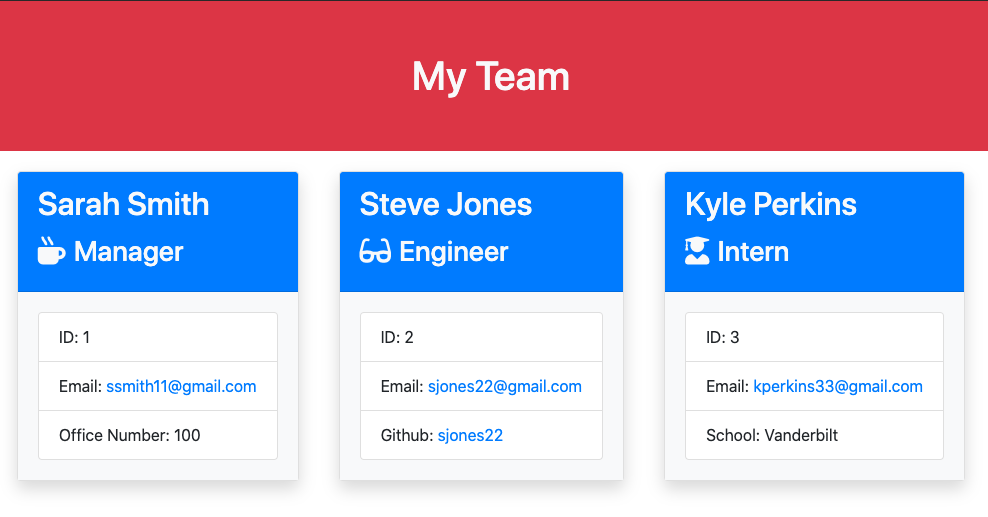 My Team
Sarah Smith
Manager
ID: 1
Email: ssmith11@gmail.com
Office Number: 100
Steve Jones
Engineer
ID: 2
Email: sjones22@gmail.com
Github: sjones22
Kyle Perkins
Intern
ID: 3
Email: kperkins33@gmail.com
School: Vanderbilt